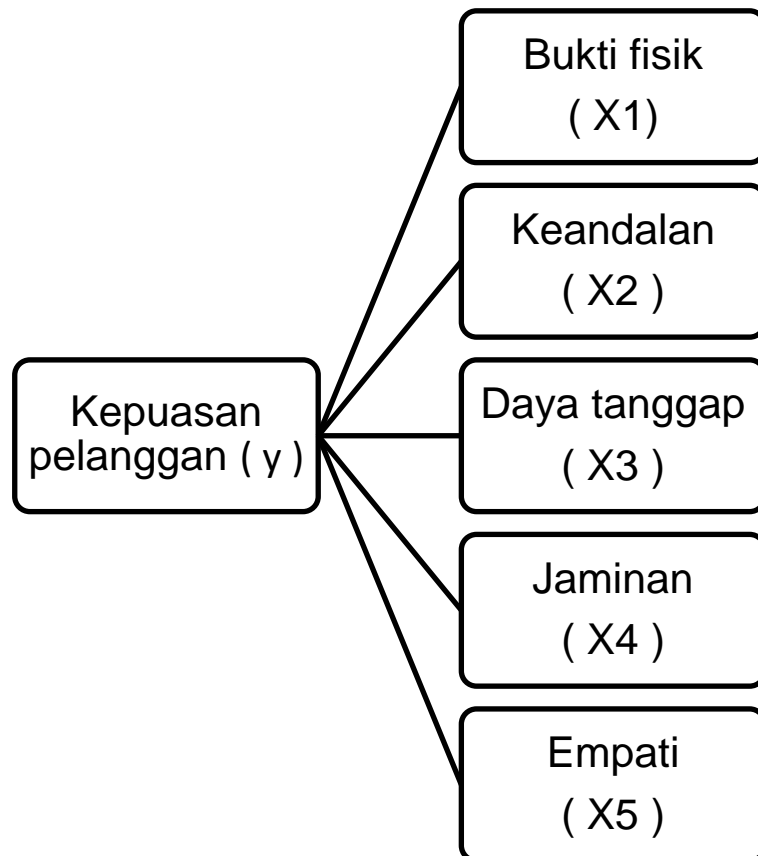 Bukti fisik
( X1)
Keandalan
( X2 )
Daya tanggap
( X3 )
Kepuasan
pelanggan ( y )
Jaminan
( X4 )
Empati
( X5 )